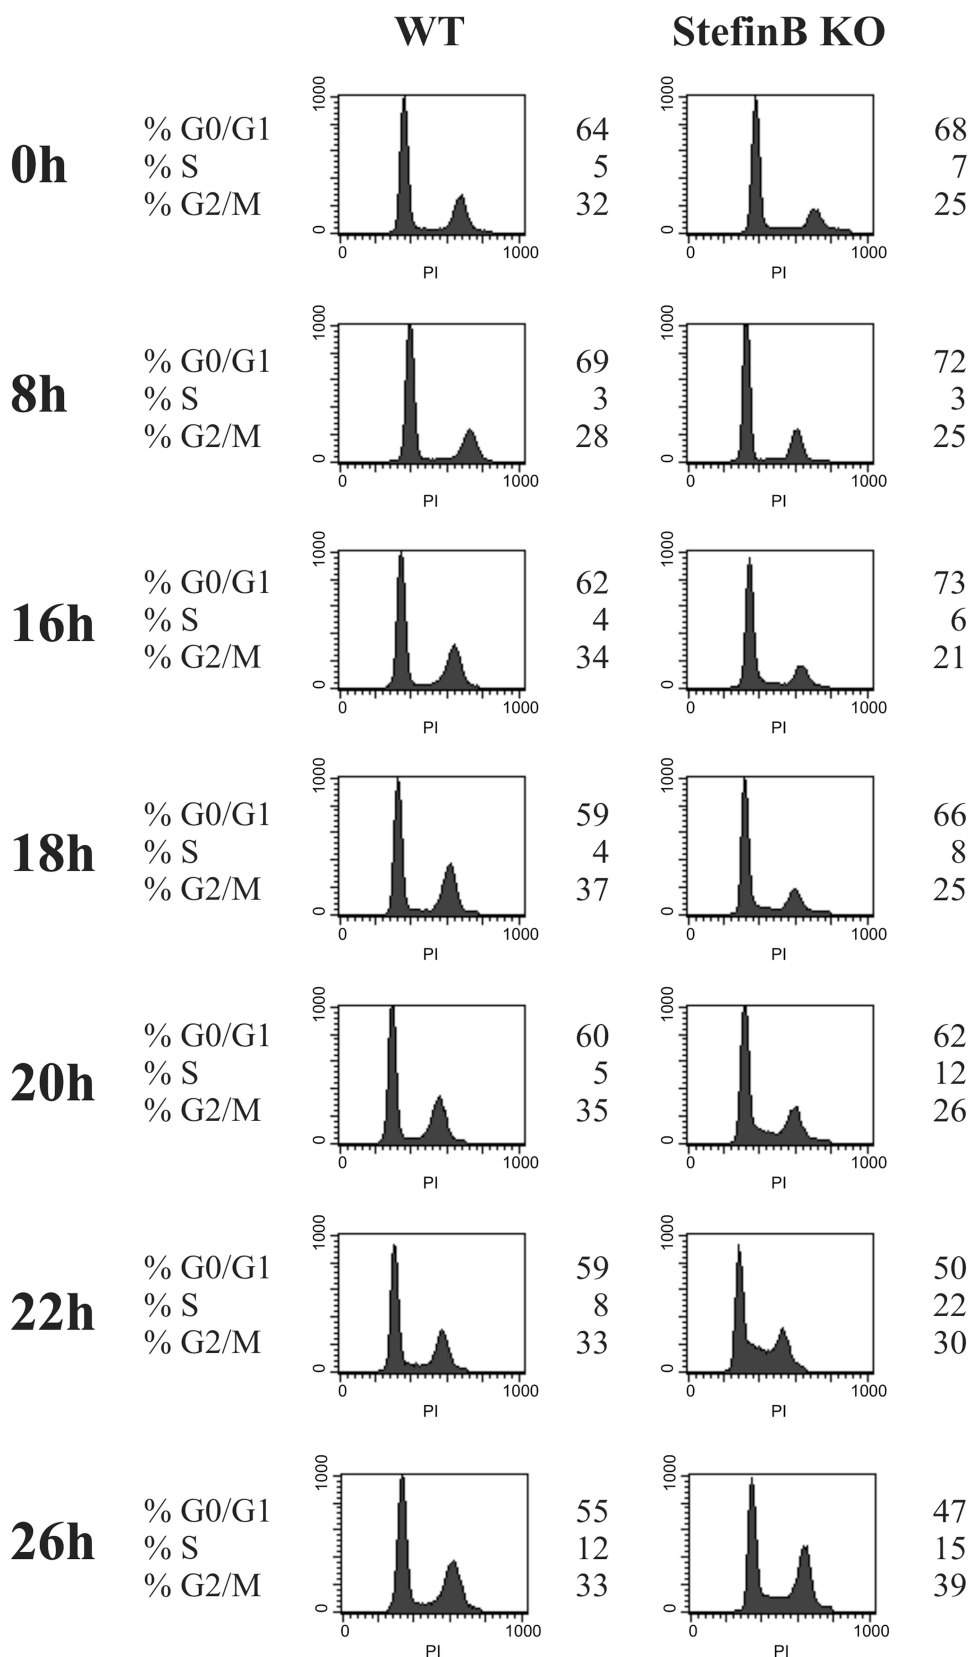 WT StefinB KO
0h
% G0/G1 64 68
% S 5 7
% G2/M 32 25
1000 1000
0 0
0 1000 0 1000
PI PI
8h
% G0/G1 69 72
% S 3 3
% G2/M 28 25
1000 1000
0 0
0 1000 0 1000
PI PI
16h
% G0/G1 62 73
% S 4 6
% G2/M 34 21
1000 1000
0 0
0 1000 0 1000
PI PI
18h
% G0/G1 59 66
% S 4 8
% G2/M 37 25
1000 1000
0 0
0 1000 0 1000
PI PI
20h
% G0/G1 60 62
% S 5 12
% G2/M 35 26
1000 1000
0 0
0 1000 0 1000
PI PI
22h
% G0/G1 59 50
% S 8 22
% G2/M 33 30
1000 1000
0 0
0 1000 0 1000
PI PI
26h
% G0/G1 55 47
% S 12 15
% G2/M 33 39
1000 1000
0 0
0 1000 0 1000
PI PI